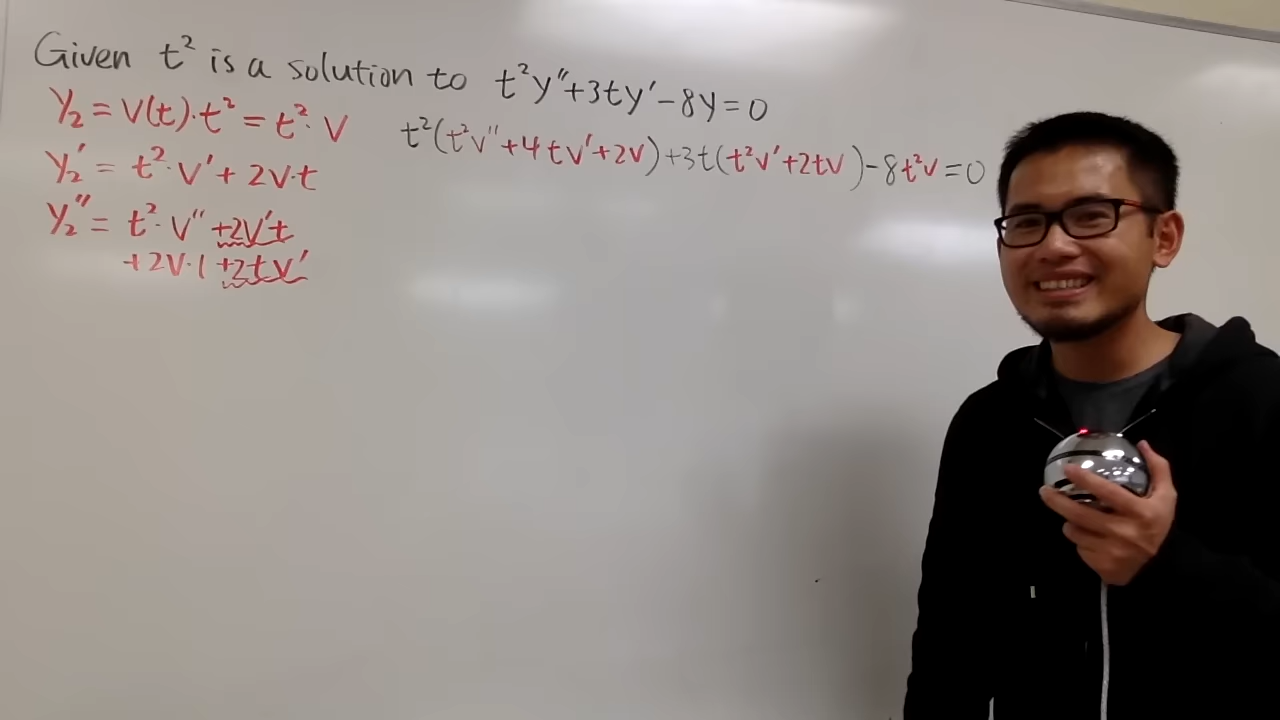 Given t² is a solution to t²y''+3ty'-8y=0
y₂ = v(t)·t² = t²·v
t²(t²v''+4tv'+2v)+3t(t²v'+2tv)-8t²v=0
y₂' = t²·v'+2v·t
y₂'' = t²·v''+2v't
+2v·1+2tv'